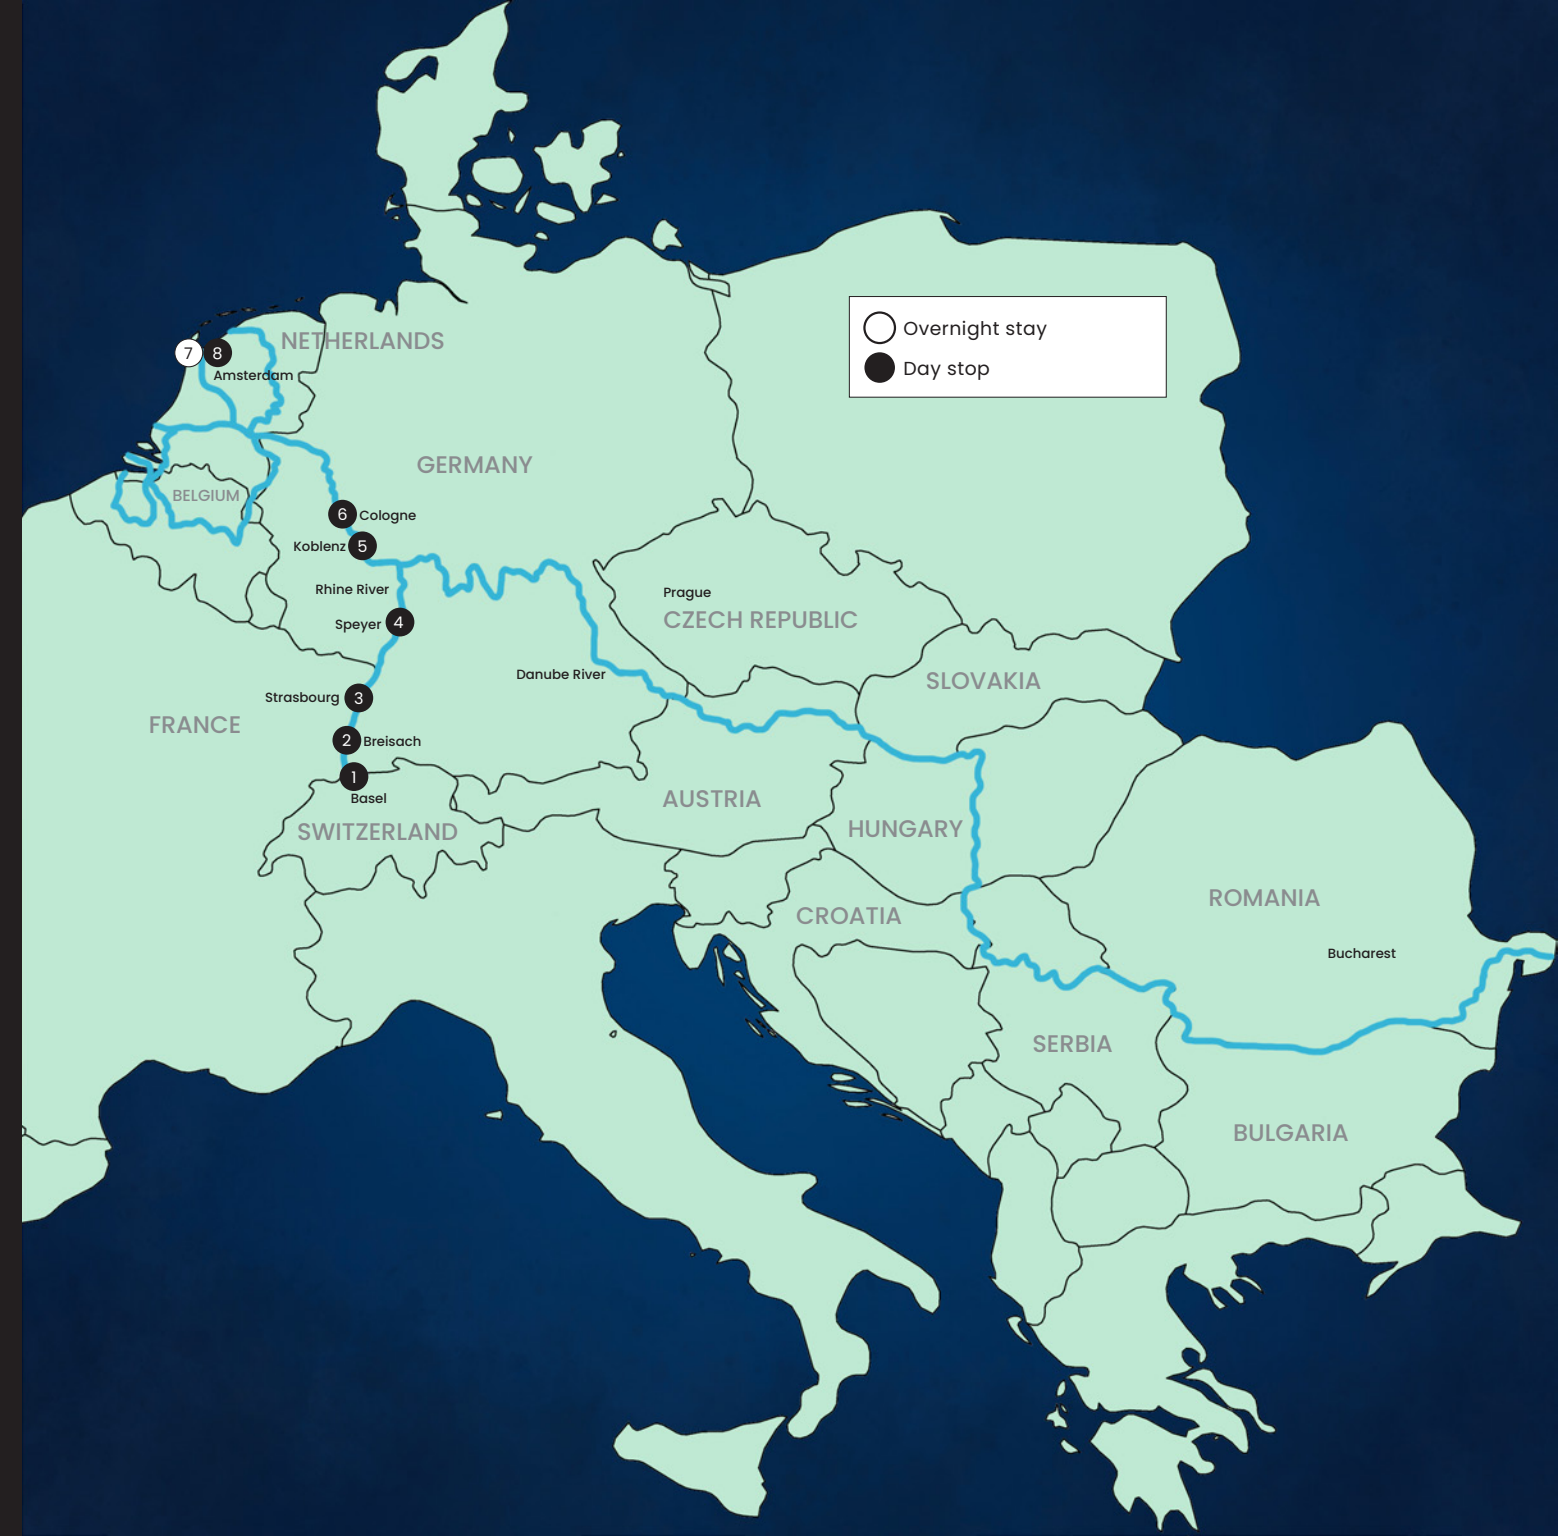 Overnight stay
Day stop
NETHERLANDS
7
8
Amsterdam
GERMANY
BELGIUM
6
Cologne
Koblenz
5
Rhine River
Prague
CZECH REPUBLIC
Speyer
4
Danube River
SLOVAKIA
Strasbourg
3
FRANCE
2
Breisach
1
Basel
AUSTRIA
SWITZERLAND
HUNGARY
ROMANIA
CROATIA
Bucharest
SERBIA
BULGARIA